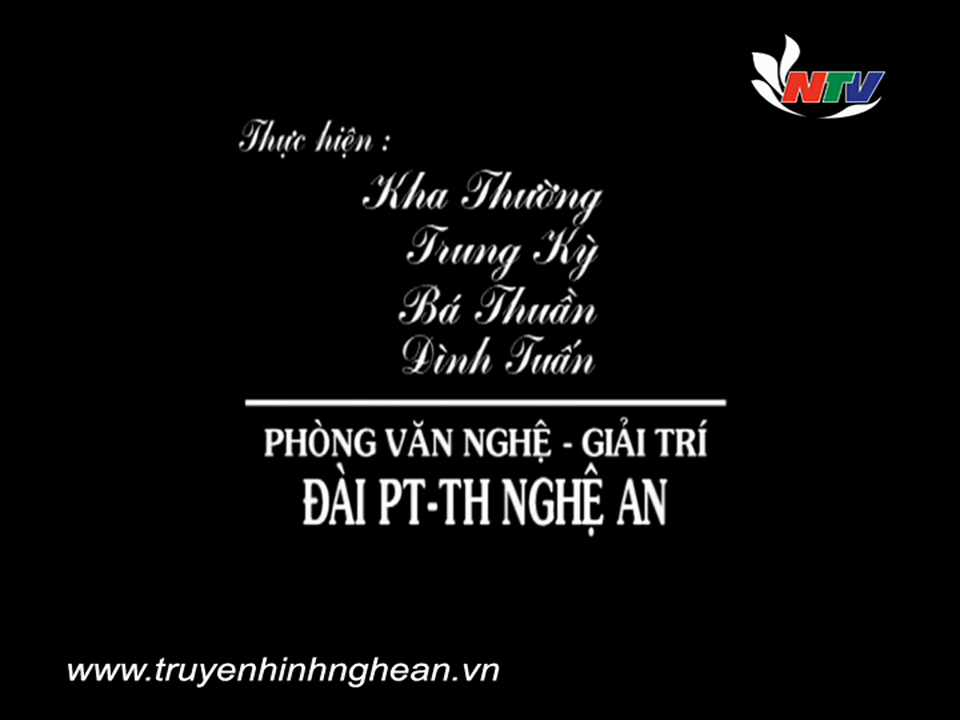 NTV
Thực hiện :
Kha Thường
Trung Kỳ
Bá Thuần
Đình Tuấn
PHÒNG VĂN NGHỆ - GIẢI TRÍ
ĐÀI PT-TH NGHỆ AN
www.truyenhinhnghean.vn